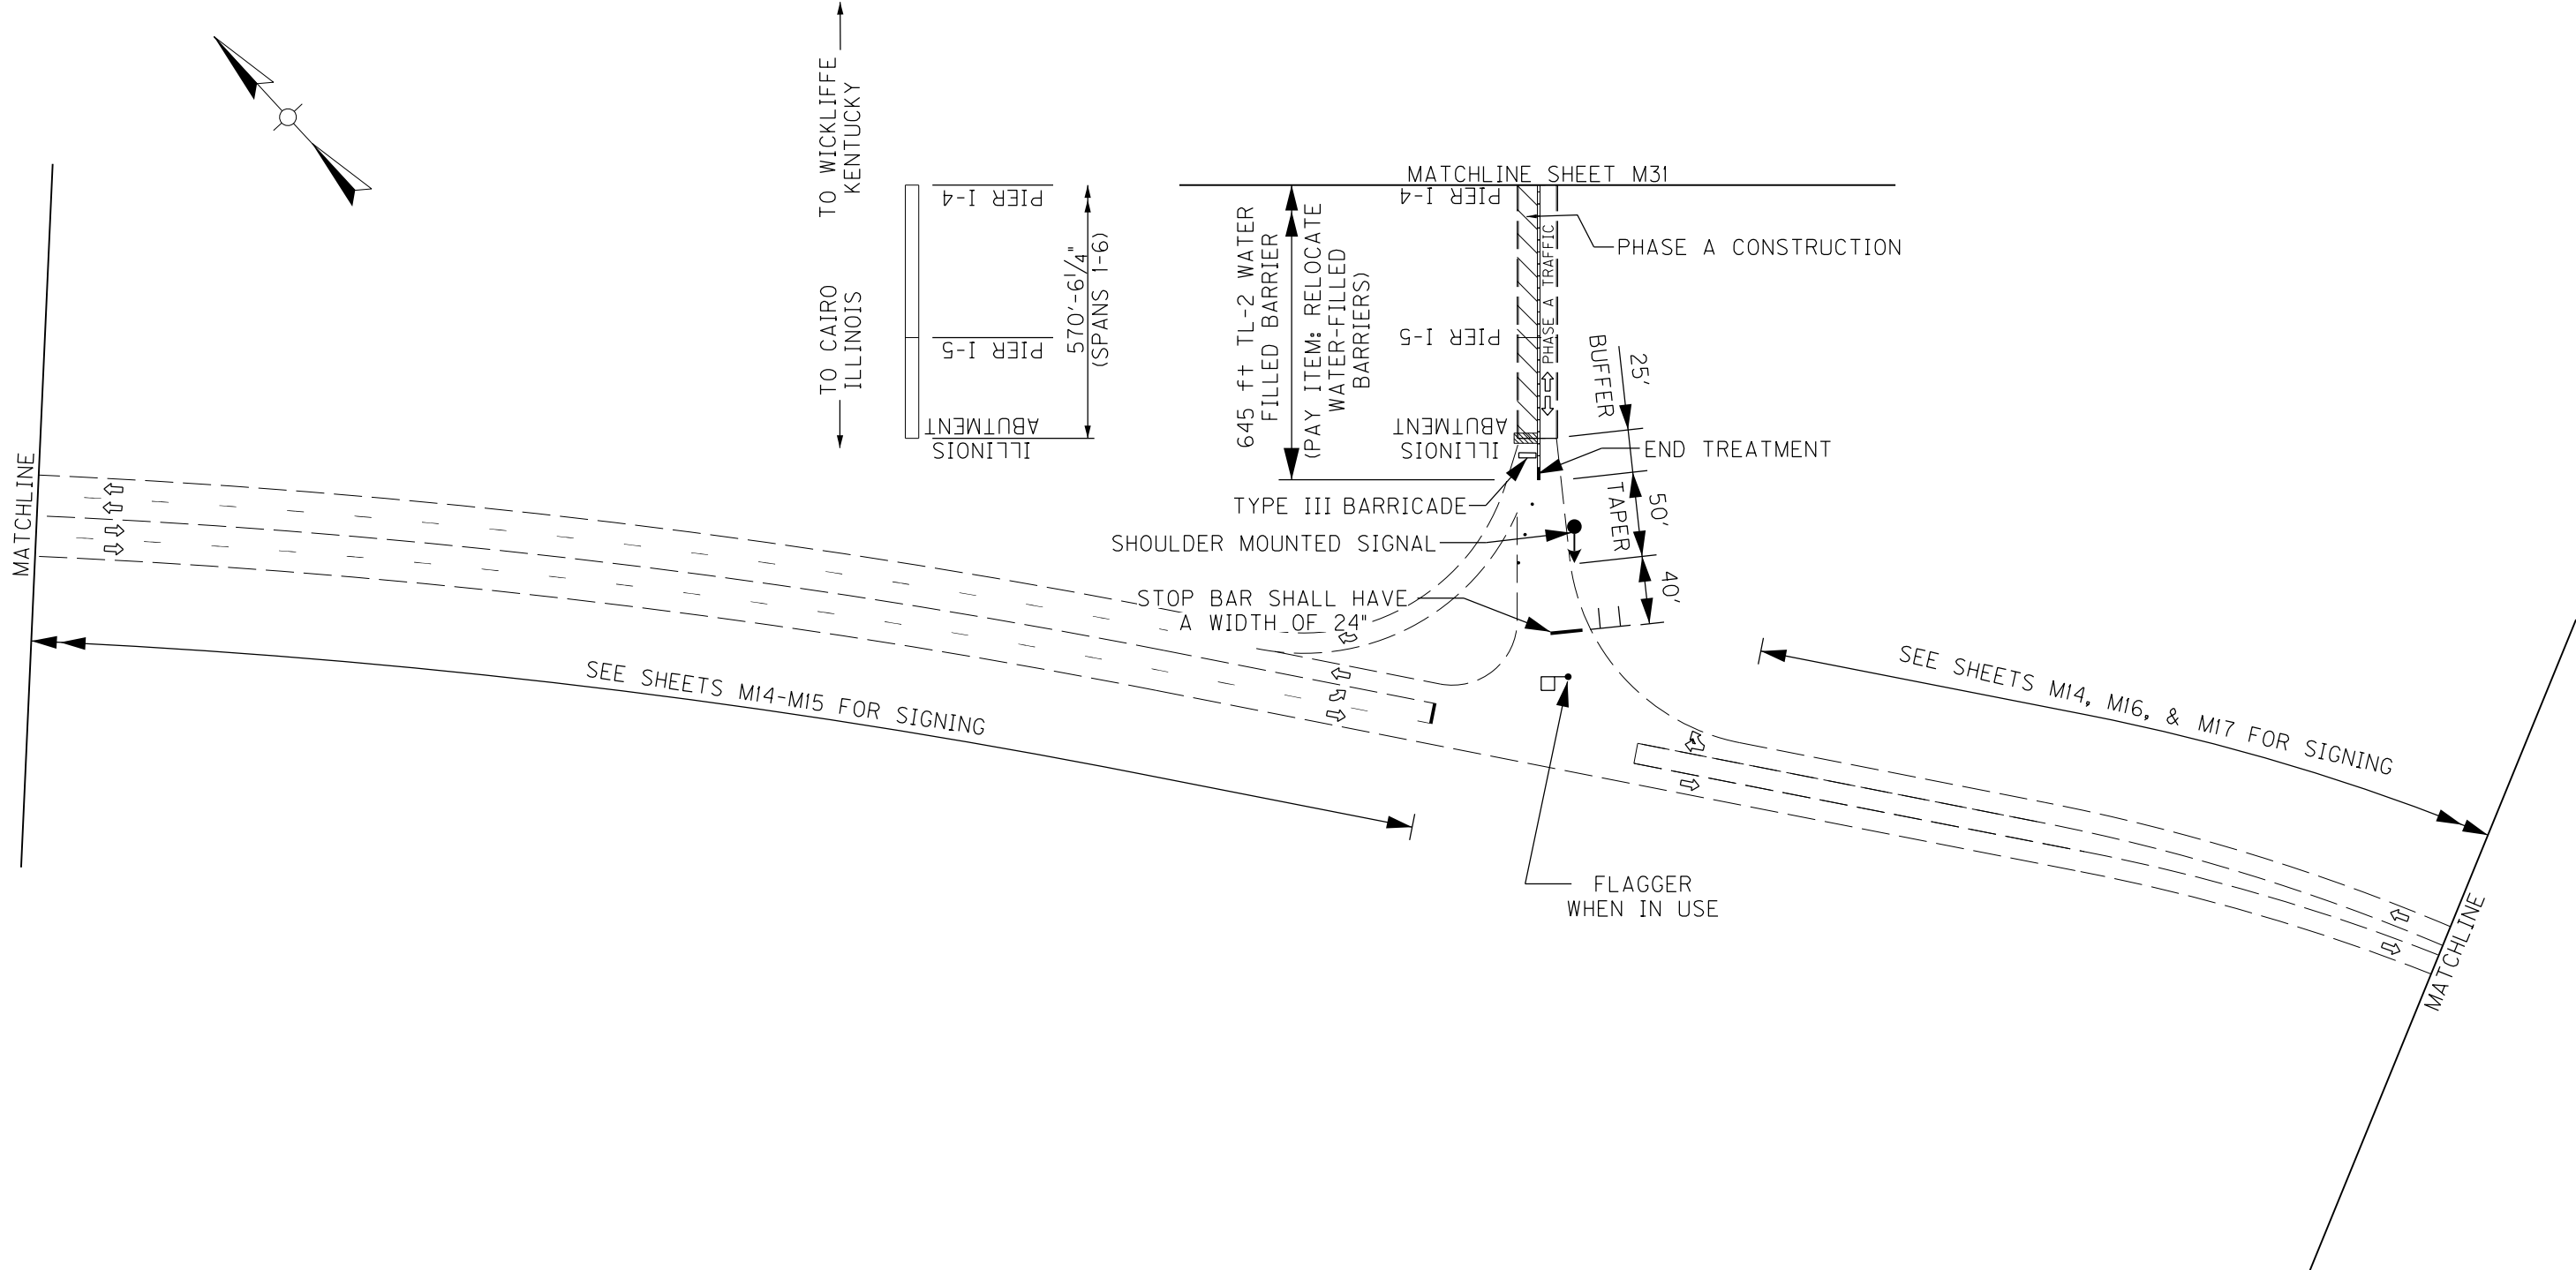 TO WICKLIFFE
KENTUCKY
TO CAIRO
ILLINOIS
PIER I-4
PIER I-5
ILLINOIS
ABUTMENT
570'-6 1/4"
(SPANS 1-6)
MATCHLINE SHEET M31
PIER I-4
PIER I-5
ILLINOIS
ABUTMENT
645 ft TL-2 WATER
FILLED BARRIER
(PAY ITEM: RELOCATE
WATER-FILLED
BARRIERS)
PHASE A TRAFFIC
PHASE A CONSTRUCTION
25'
BUFFER
END TREATMENT
50'
TAPER
40'
TYPE III BARRICADE
SHOULDER MOUNTED SIGNAL
STOP BAR SHALL HAVE
A WIDTH OF 24"
MATCHLINE
SEE SHEETS M14-M15 FOR SIGNING
SEE SHEETS M14, M16, & M17 FOR SIGNING
MATCHLINE
FLAGGER
WHEN IN USE